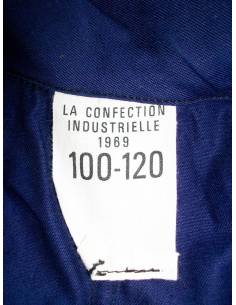 LA CONFECTION
INDUSTRIELLE
1969
100-120